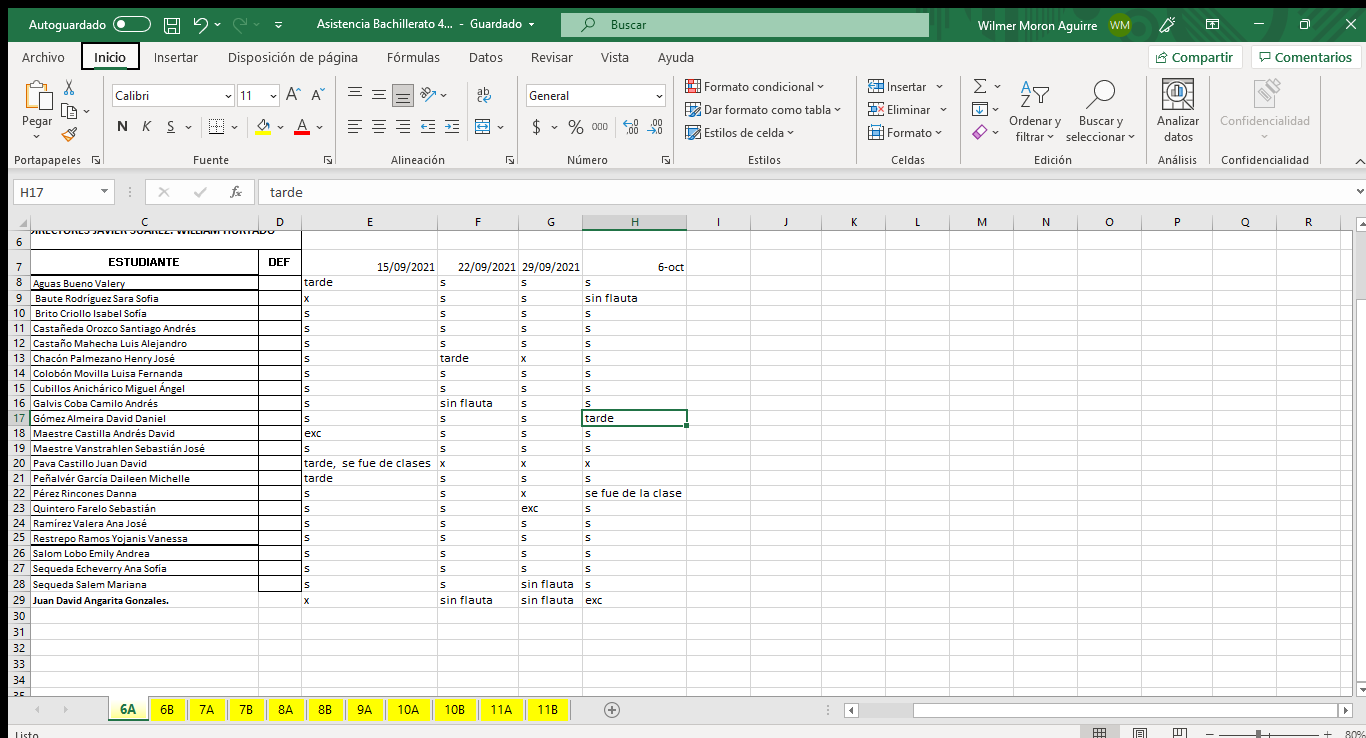 Autoguardado Asistencia Bachillerato 4... - Guardado Buscar Wilmer Moron Aguirre WM
Archivo Inicio Insertar Disposición de página Fórmulas Datos Revisar Vista Ayuda Compartir Comentarios
Pegar Calibri 11 General Formato condicional Insertar Ordenar y Buscar y Analizar Confidencialidad
N K S $ % 000 Dar formato como tabla Eliminar filtrar seleccionar datos
Estilos de celda Formato
Portapapeles Fuente Alineación Número Estilos Celdas Edición Análisis Confidencialidad
H17 fx tarde
C D E F G H I J K L M N O P Q R
6 DIRECTORES JAVIER SUAREZ. WILLIAM HURTADO
7 ESTUDIANTE DEF 15/09/2021 22/09/2021 29/09/2021 6-oct
8 Aguas Bueno Valery tarde s s s
9 Baute Rodríguez Sara Sofia x s s sin flauta
10 Brito Criollo Isabel Sofía s s s s
11 Castañeda Orozco Santiago Andrés s s s s
12 Castaño Mahecha Luis Alejandro s s s s
13 Chacón Palmezano Henry José s tarde x s
14 Colobón Movilla Luisa Fernanda s s s s
15 Cubillos Anichárico Miguel Ángel s s s s
16 Galvis Coba Camilo Andrés s sin flauta s s
17 Gómez Almeira David Daniel s s s tarde
18 Maestre Castilla Andrés David exc s s s
19 Maestre Vanstrahlen Sebastián José s s s s
20 Pava Castillo Juan David tarde, se fue de clases x x x
21 Peñalvér García Daileen Michelle tarde s s s
22 Pérez Rincones Danna s s x se fue de la clase
23 Quintero Farelo Sebastián s s exc s
24 Ramírez Valera Ana José s s s s
25 Restrepo Ramos Yojanis Vanessa s s s s
26 Salom Lobo Emily Andrea s s s s
27 Sequeda Echeverry Ana Sofía s s s s
28 Sequeda Salem Mariana s s sin flauta s
29 Juan David Angarita Gonzales. x sin flauta sin flauta exc
30
31
32
33
34
35
6A 6B 7A 7B 8A 8B 9A 10A 10B 11A 11B
Listo 80%